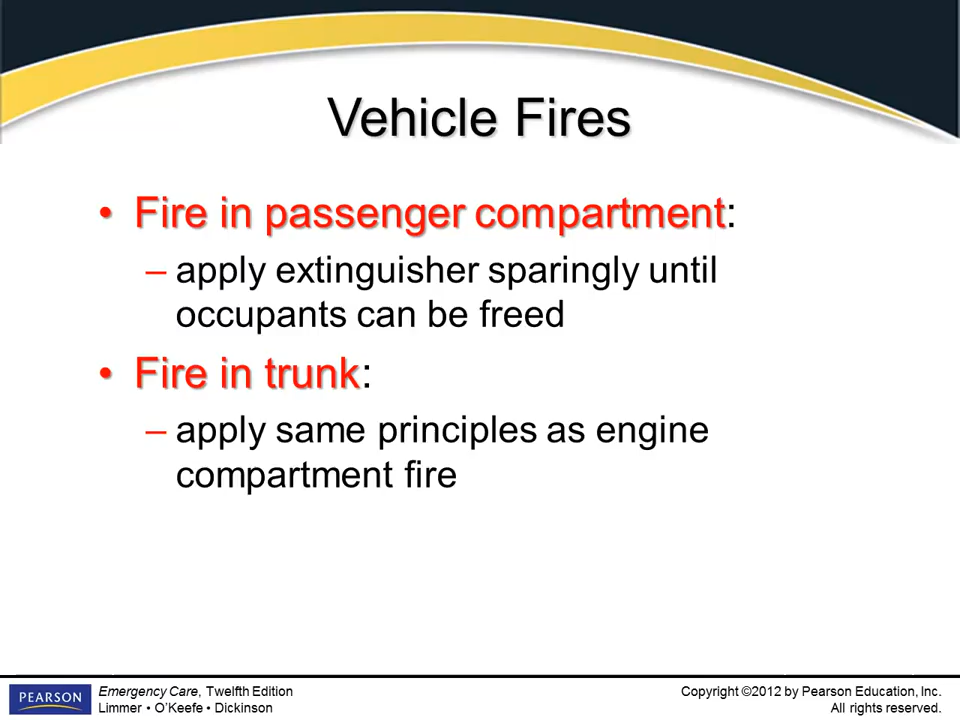 Vehicle Fires
• Fire in passenger compartment:
– apply extinguisher sparingly until
occupants can be freed
• Fire in trunk:
– apply same principles as engine
compartment fire
PEARSON
Emergency Care, Twelfth Edition
Limmer • O’Keefe • Dickinson
Copyright ©2012 by Pearson Education, Inc.
All rights reserved.